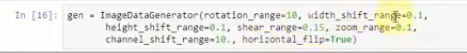 In [16]: gen = ImageDataGenerator(rotation_range=10, width_shift_range=0.1,
height_shift_range=0.1, shear_range=0.15, zoom_range=0.1,
channel_shift_range=10., horizontal_flip=True)